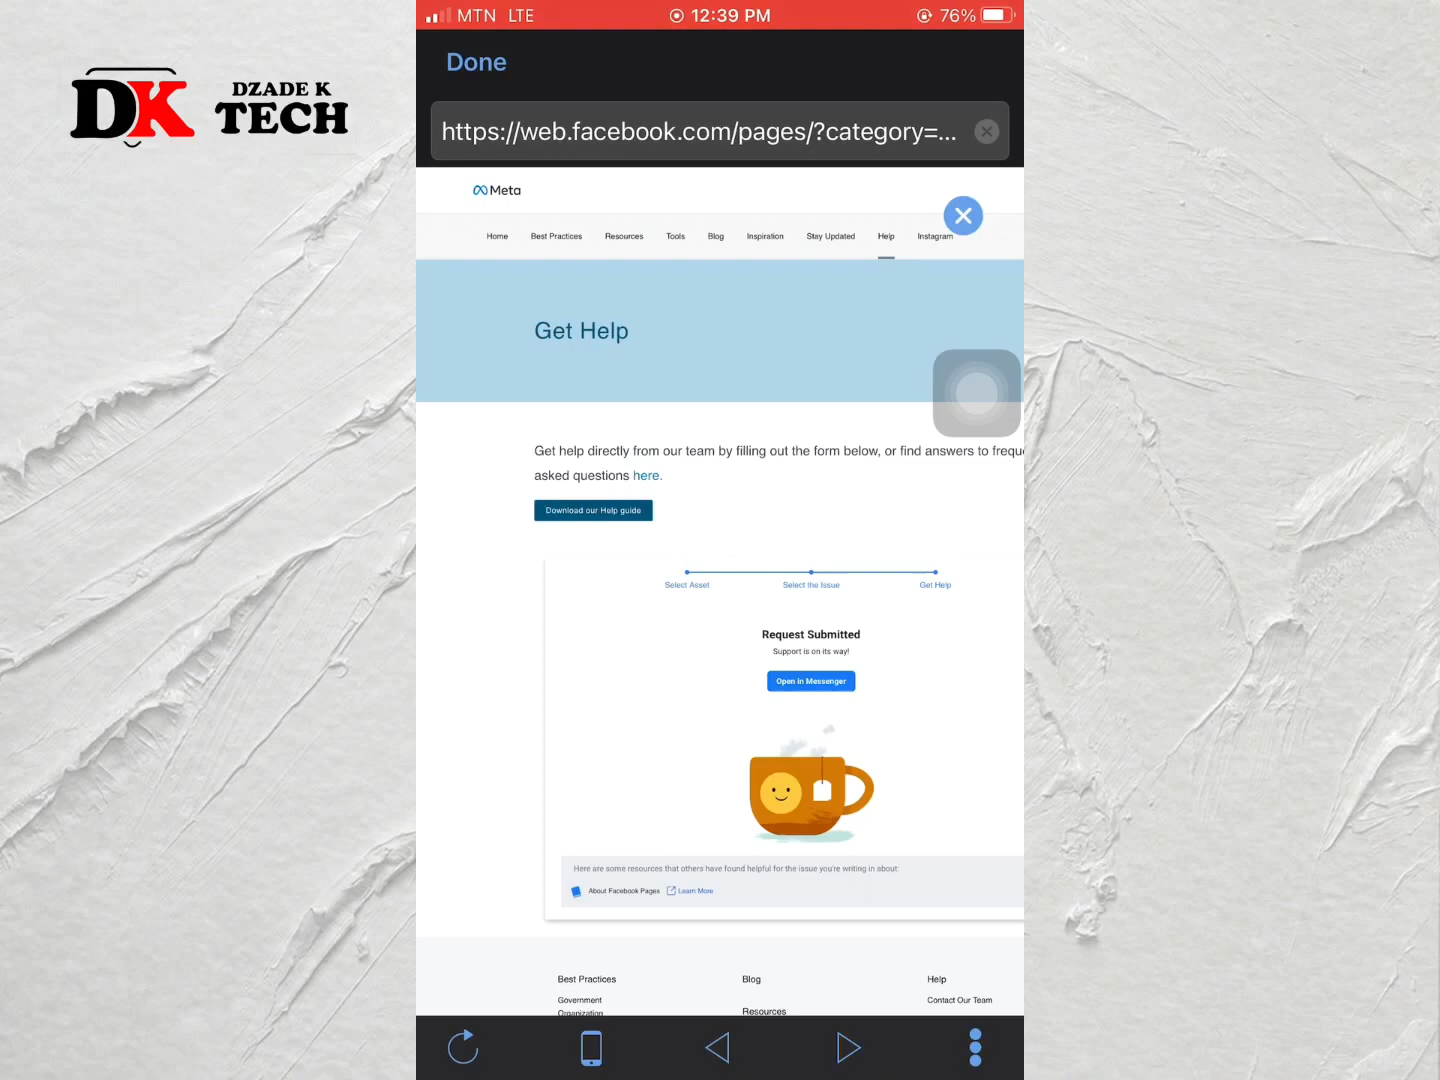 MTN LTE 12:39 PM 76%
Done
DK DZADE K
TECH
https://web.facebook.com/pages/?category=...
Meta
Home Best Practices Resources Tools Blog Inspiration Stay Updated Help Instagram
Get Help
Get help directly from our team by filling out the form below, or find answers to frequ
asked questions here.
Download our Help guide
Select Asset Select the Issue Get Help
Request Submitted
Support is on its way!
Open in Messenger
Here are some resources that others have found helpful for the issue you're writing in about:
About Facebook Pages Learn More
Best Practices Blog Help
Government Contact Our Team
Organization Resources